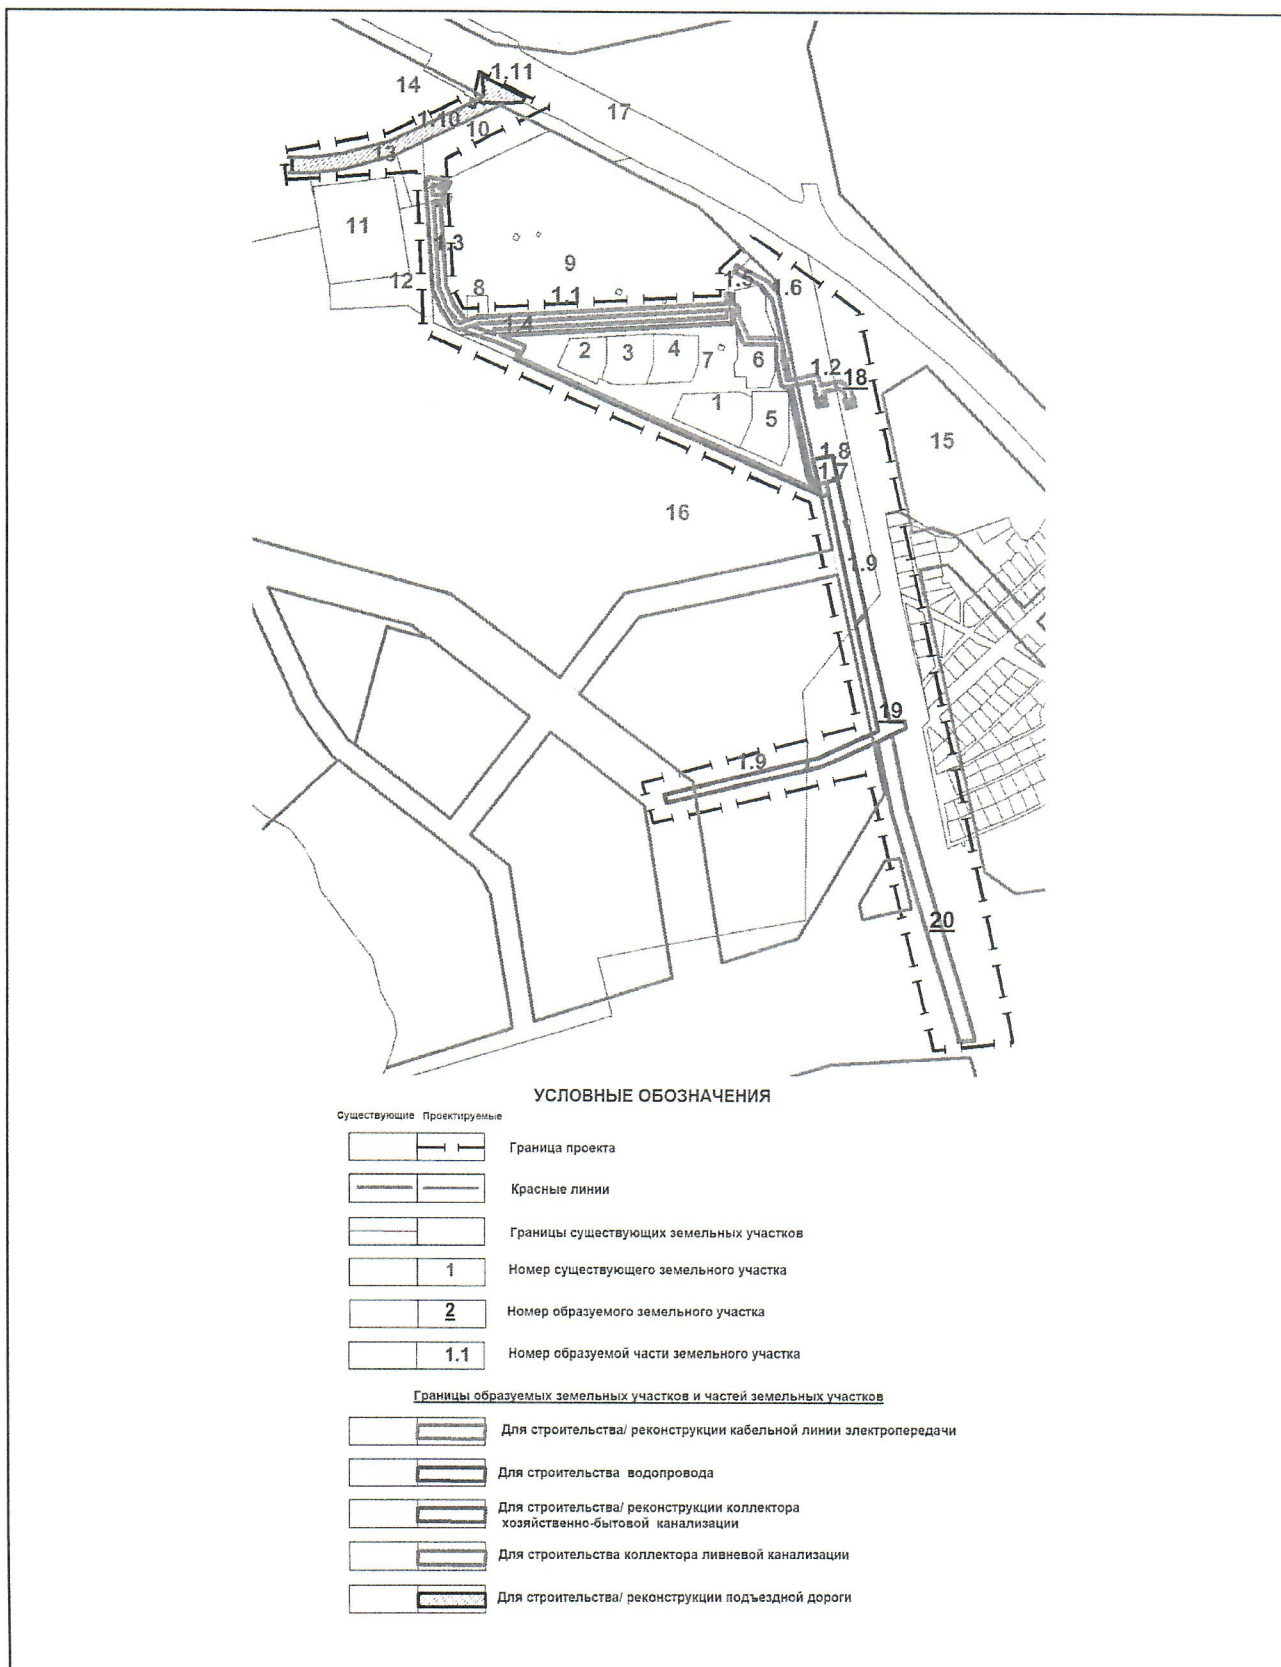 1.11
14
17
1.10
10
13
11
1.3
9
12
8
1.1
1.5
1.6
1.4
2
3
4
7
6
1.2
18
1
5
15
1.8
1.7
16
1.9
19
1.9
20
УСЛОВНЫЕ ОБОЗНАЧЕНИЯ
Существующие Проектируемые
Граница проекта
Красные линии
Границы существующих земельных участков
1 Номер существующего земельного участка
2 Номер образуемого земельного участка
1.1 Номер образуемой части земельного участка
Границы образуемых земельных участков и частей земельных участков
Для строительства/ реконструкции кабельной линии электропередачи
Для строительства водопровода
Для строительства/ реконструкции коллектора
хозяйственно-бытовой канализации
Для строительства коллектора ливневой канализации
Для строительства/ реконструкции подъездной дороги